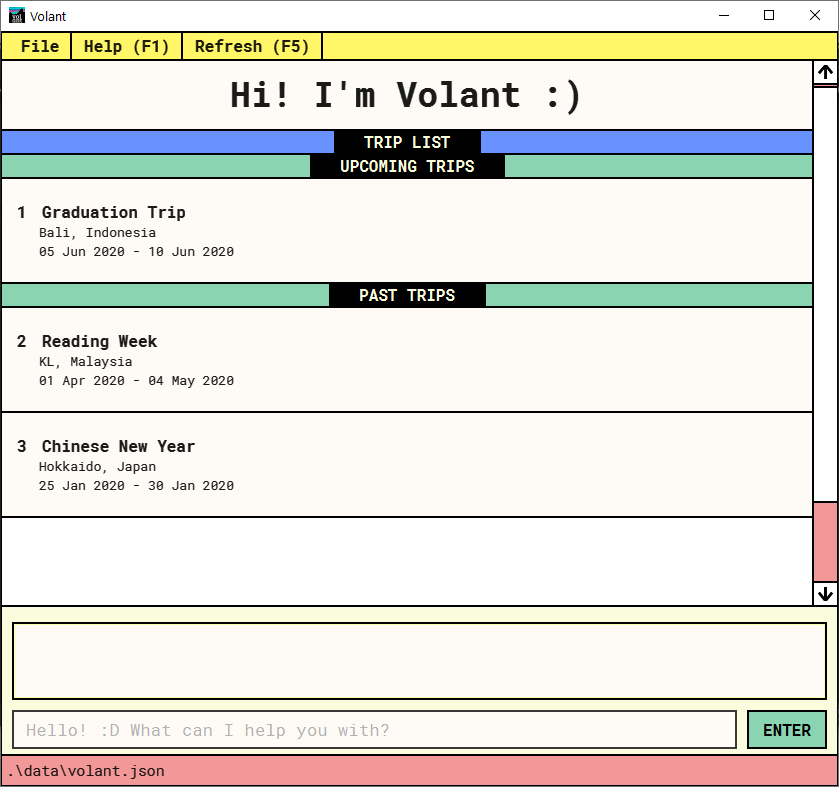 Volant
File Help (F1) Refresh (F5)
Hi! I'm Volant :)
TRIP LIST
UPCOMING TRIPS
1 Graduation Trip
Bali, Indonesia
05 Jun 2020 - 10 Jun 2020
PAST TRIPS
2 Reading Week
KL, Malaysia
01 Apr 2020 - 04 May 2020
3 Chinese New Year
Hokkaido, Japan
25 Jan 2020 - 30 Jan 2020
Hello! :D What can I help you with?
ENTER
.\data\volant.json